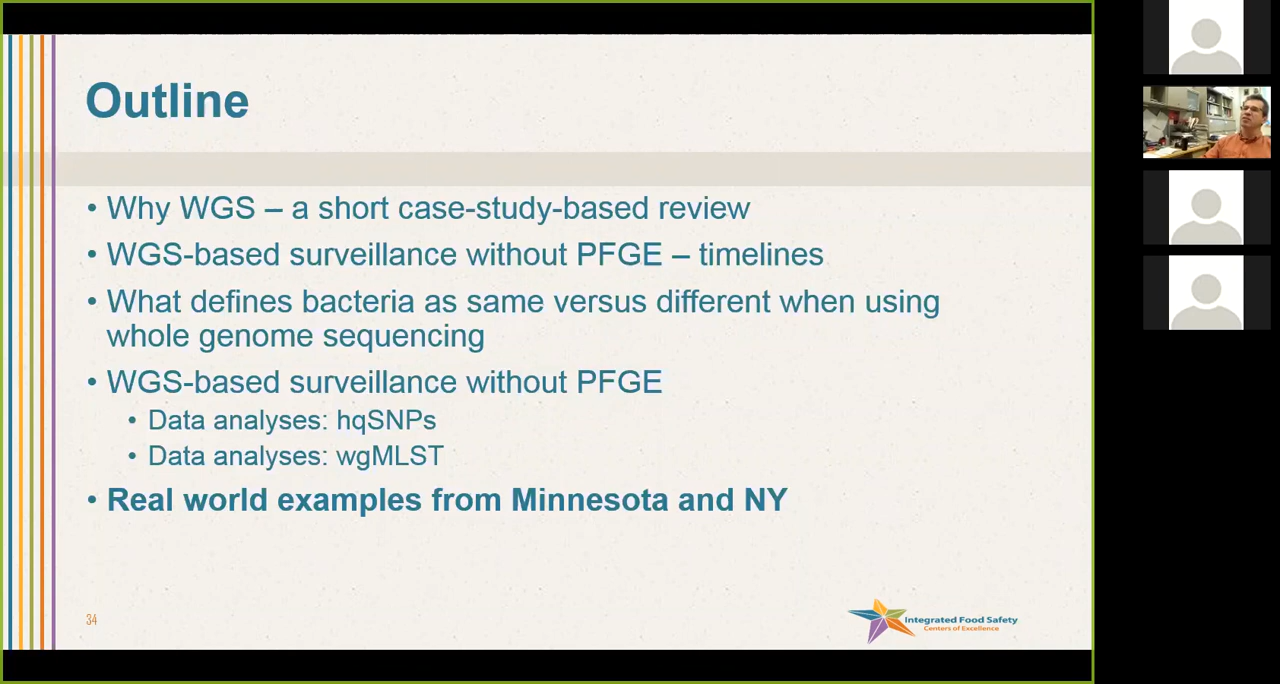 Outline
• Why WGS – a short case-study-based review
• WGS-based surveillance without PFGE – timelines
• What defines bacteria as same versus different when using
whole genome sequencing
• WGS-based surveillance without PFGE
• Data analyses: hqSNPs
• Data analyses: wgMLST
• Real world examples from Minnesota and NY
34
Integrated Food Safety
Centers of Excellence